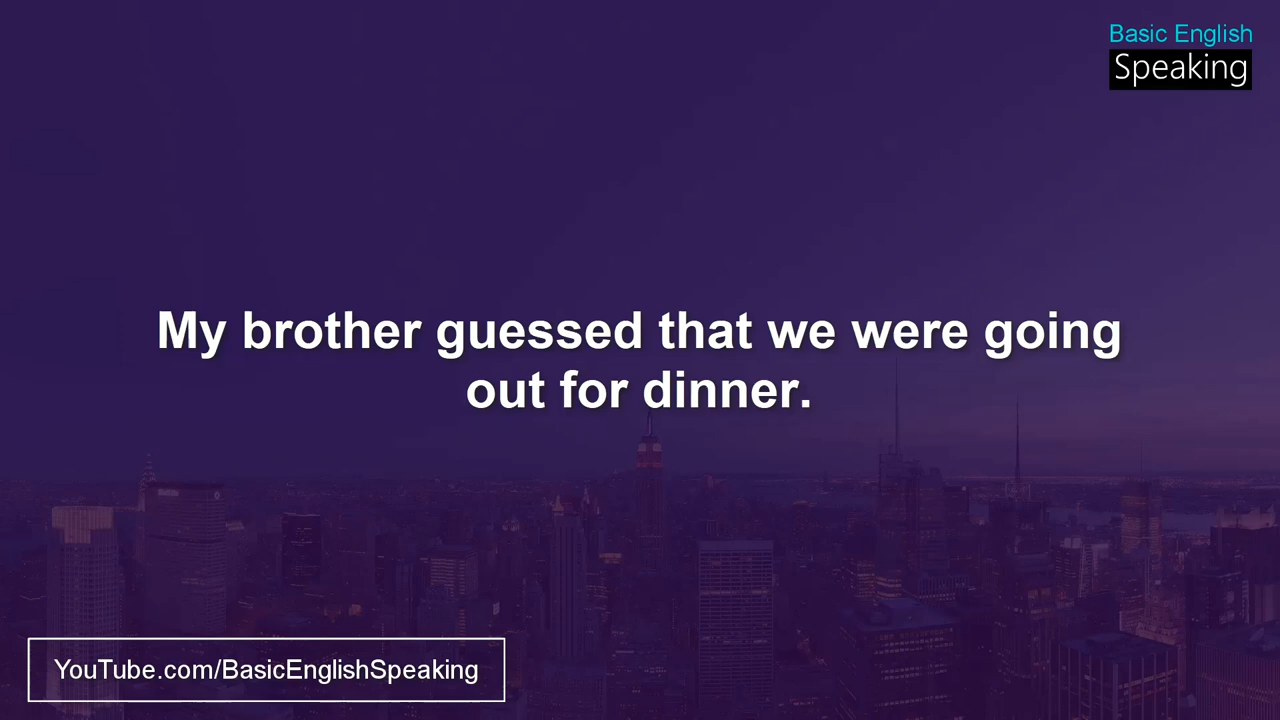 Basic English
Speaking
My brother guessed that we were going
out for dinner.
YouTube.com/BasicEnglishSpeaking